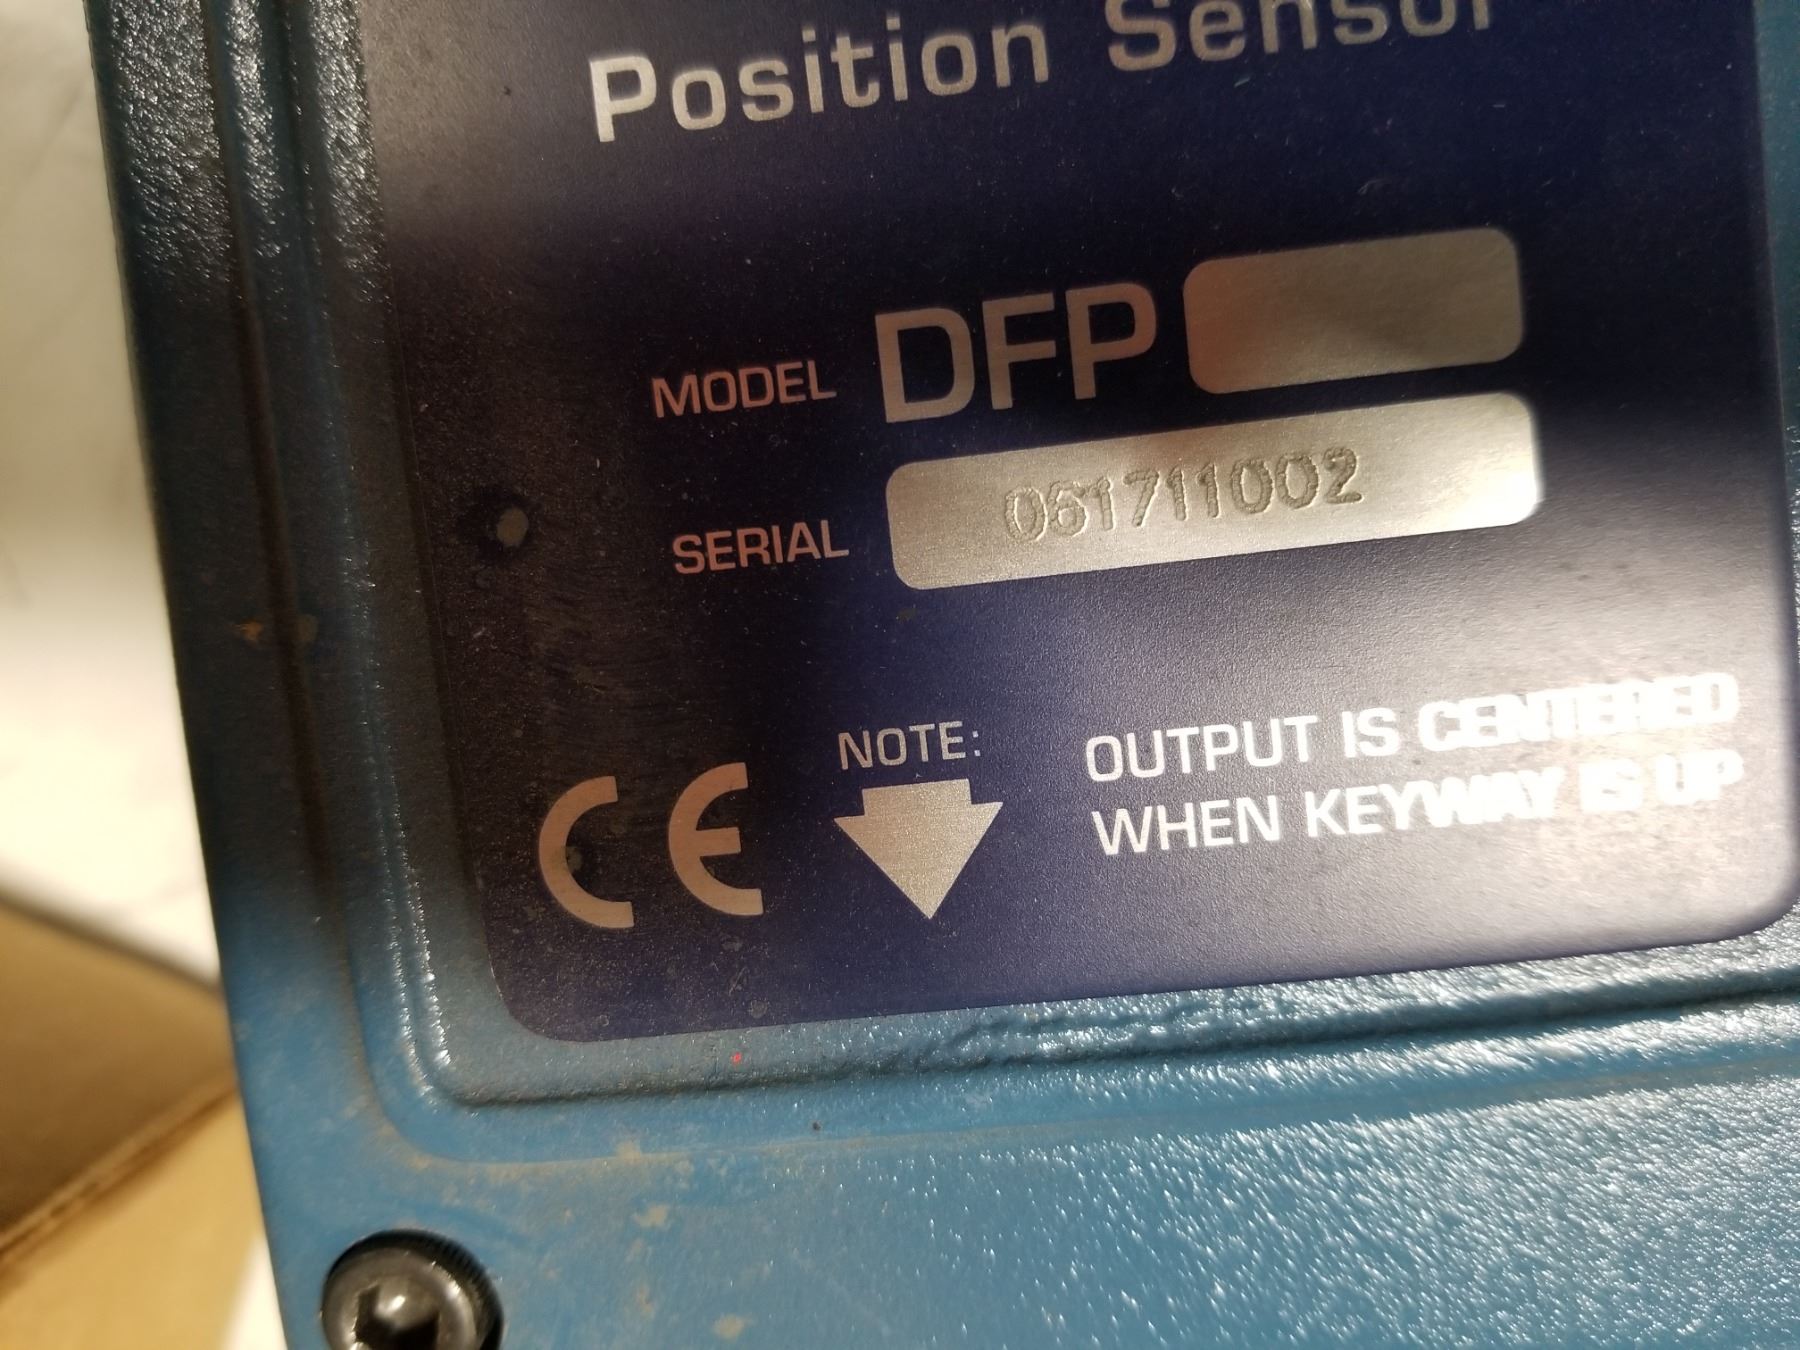 Position Sensor
MODEL DFP
SERIAL 061711002
CE
NOTE: OUTPUT IS CENTERED
WHEN KEYWAY IS UP